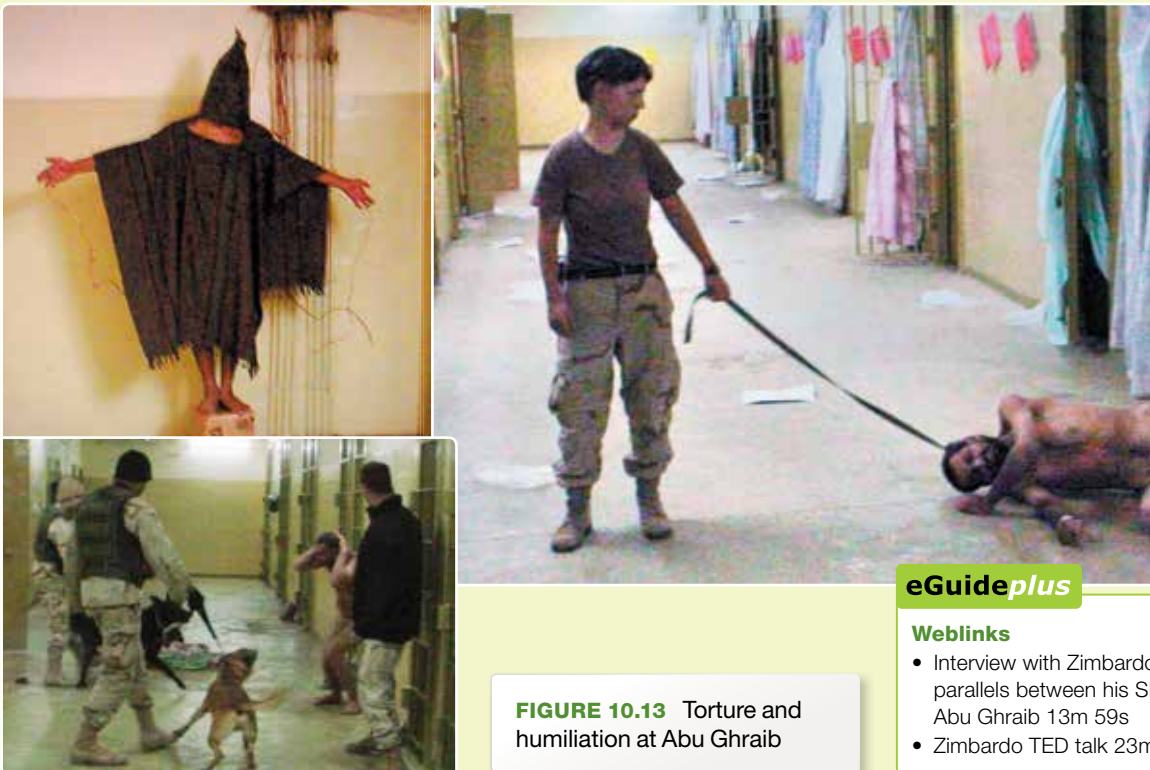 eGuideplus
Weblinks
• Interview with Zimbardo
parallels between his
Abu Ghraib 13m 59s
• Zimbardo TED talk
FIGURE 10.13 Torture and
humiliation at Abu Ghraib